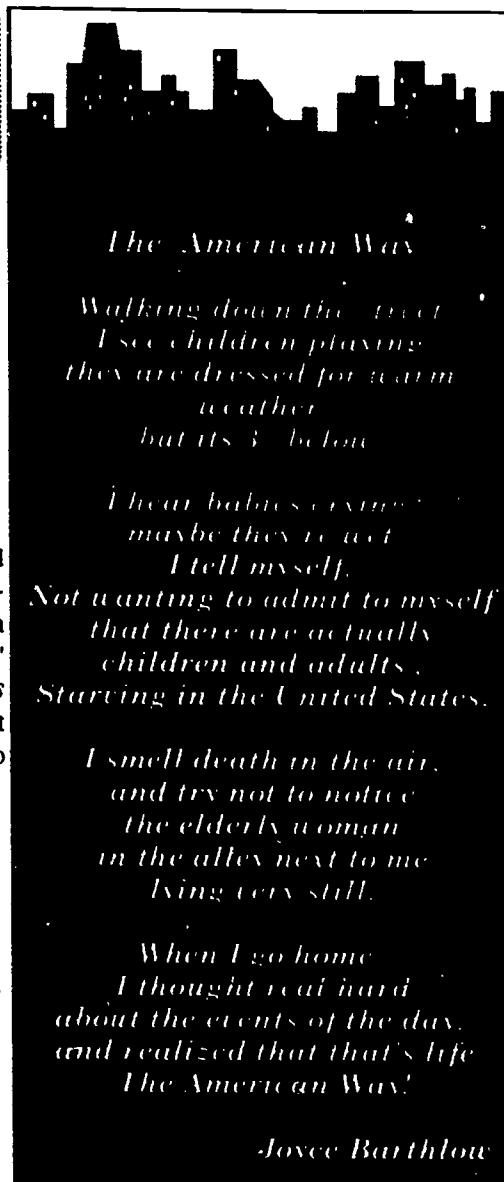 The American Way
Walking down the street
I see children playing
they are dressed for warm
weather
but its 3 below
I hear babies crying
maybe they're wet
I tell myself,
Not wanting to admit to myself
that there are actually
children and adults,
Starving in the United States.
I smell death in the air,
and try not to notice
the elderly woman
in the alley next to me
lying very still.
When I go home
I thought real hard
about the events of the day,
and realized that that's life
The American Way!
Joyce Barthlow